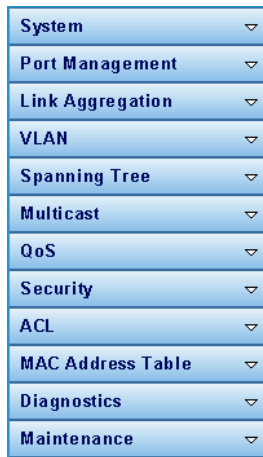 System
Port Management
Link Aggregation
VLAN
Spanning Tree
Multicast
QoS
Security
ACL
MAC Address Table
Diagnostics
Maintenance